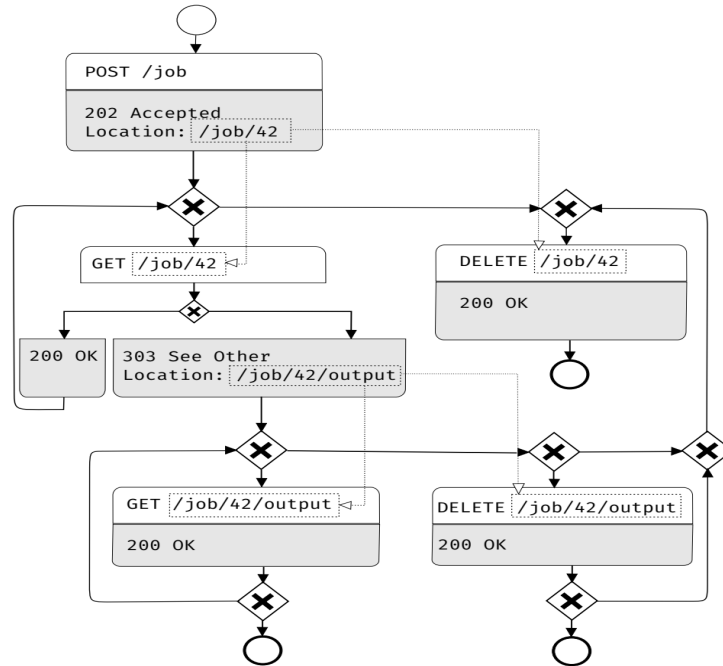 POST /job
202 Accepted
Location: /job/42
GET /job/42
DELETE /job/42
200 OK
200 OK
303 See Other
Location: /job/42/output
GET /job/42/output
200 OK
DELETE /job/42/output
200 OK